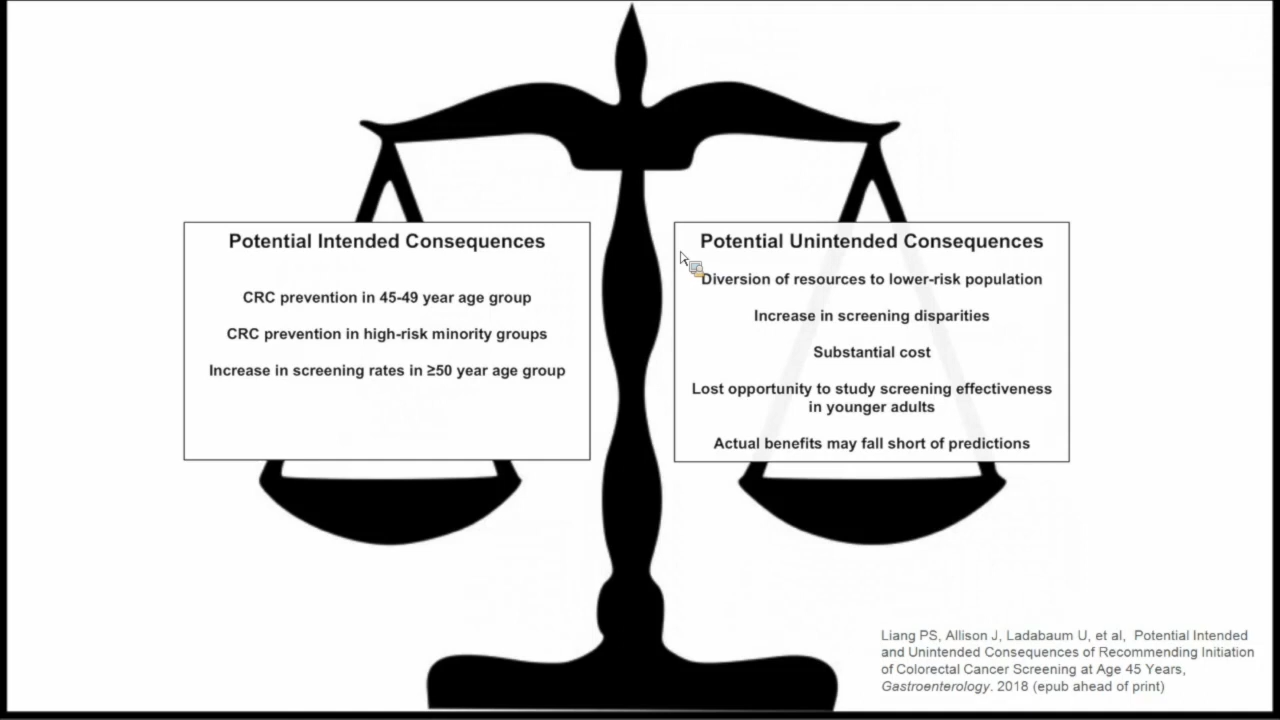 Potential Intended Consequences
CRC prevention in 45-49 year age group
CRC prevention in high-risk minority groups
Increase in screening rates in ≥50 year age group
Potential Unintended Consequences
Diversion of resources to lower-risk population
Increase in screening disparities
Substantial cost
Lost opportunity to study screening effectiveness
in younger adults
Actual benefits may fall short of predictions
Liang PS, Allison J, Ladabaum U, et al, Potential Intended
and Unintended Consequences of Recommending Initiation
of Colorectal Cancer Screening at Age 45 Years,
Gastroenterology. 2018 (epub ahead of print)